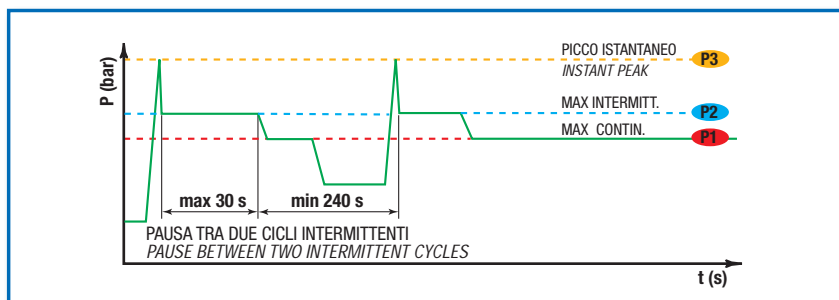 PICCO ISTANTANEO
P3
INSTANT PEAK
P (bar)
MAX INTERMITT.
P2
MAX CONTIN.
P1
max 30 s
min 240 s
PAUSA TRA DUE CICLI INTERMITTENTI
PAUSE BETWEEN TWO INTERMITTENT CYCLES
t (s)